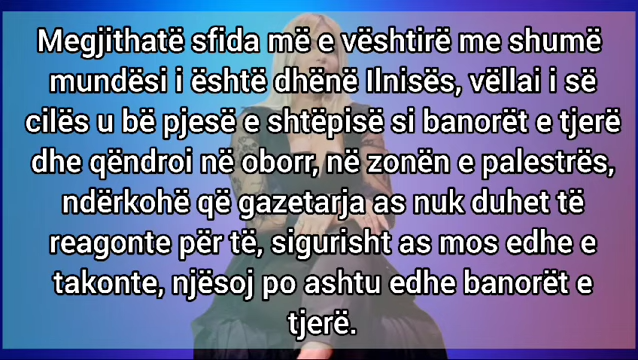 Megjithatë sfida më e vështirë me shumë
mundësi i është dhënë Ilnisës, vëllai i së
cilës u bë pjesë e shtëpisë si banorët e tjerë
dhe qëndroi në oborr, në zonën e palestrës,
ndërkohë që gazetarja as nuk duhet të
reagonte për të, sigurisht as mos edhe e
takonte, njësoj po ashtu edhe banorët e
tjerë.